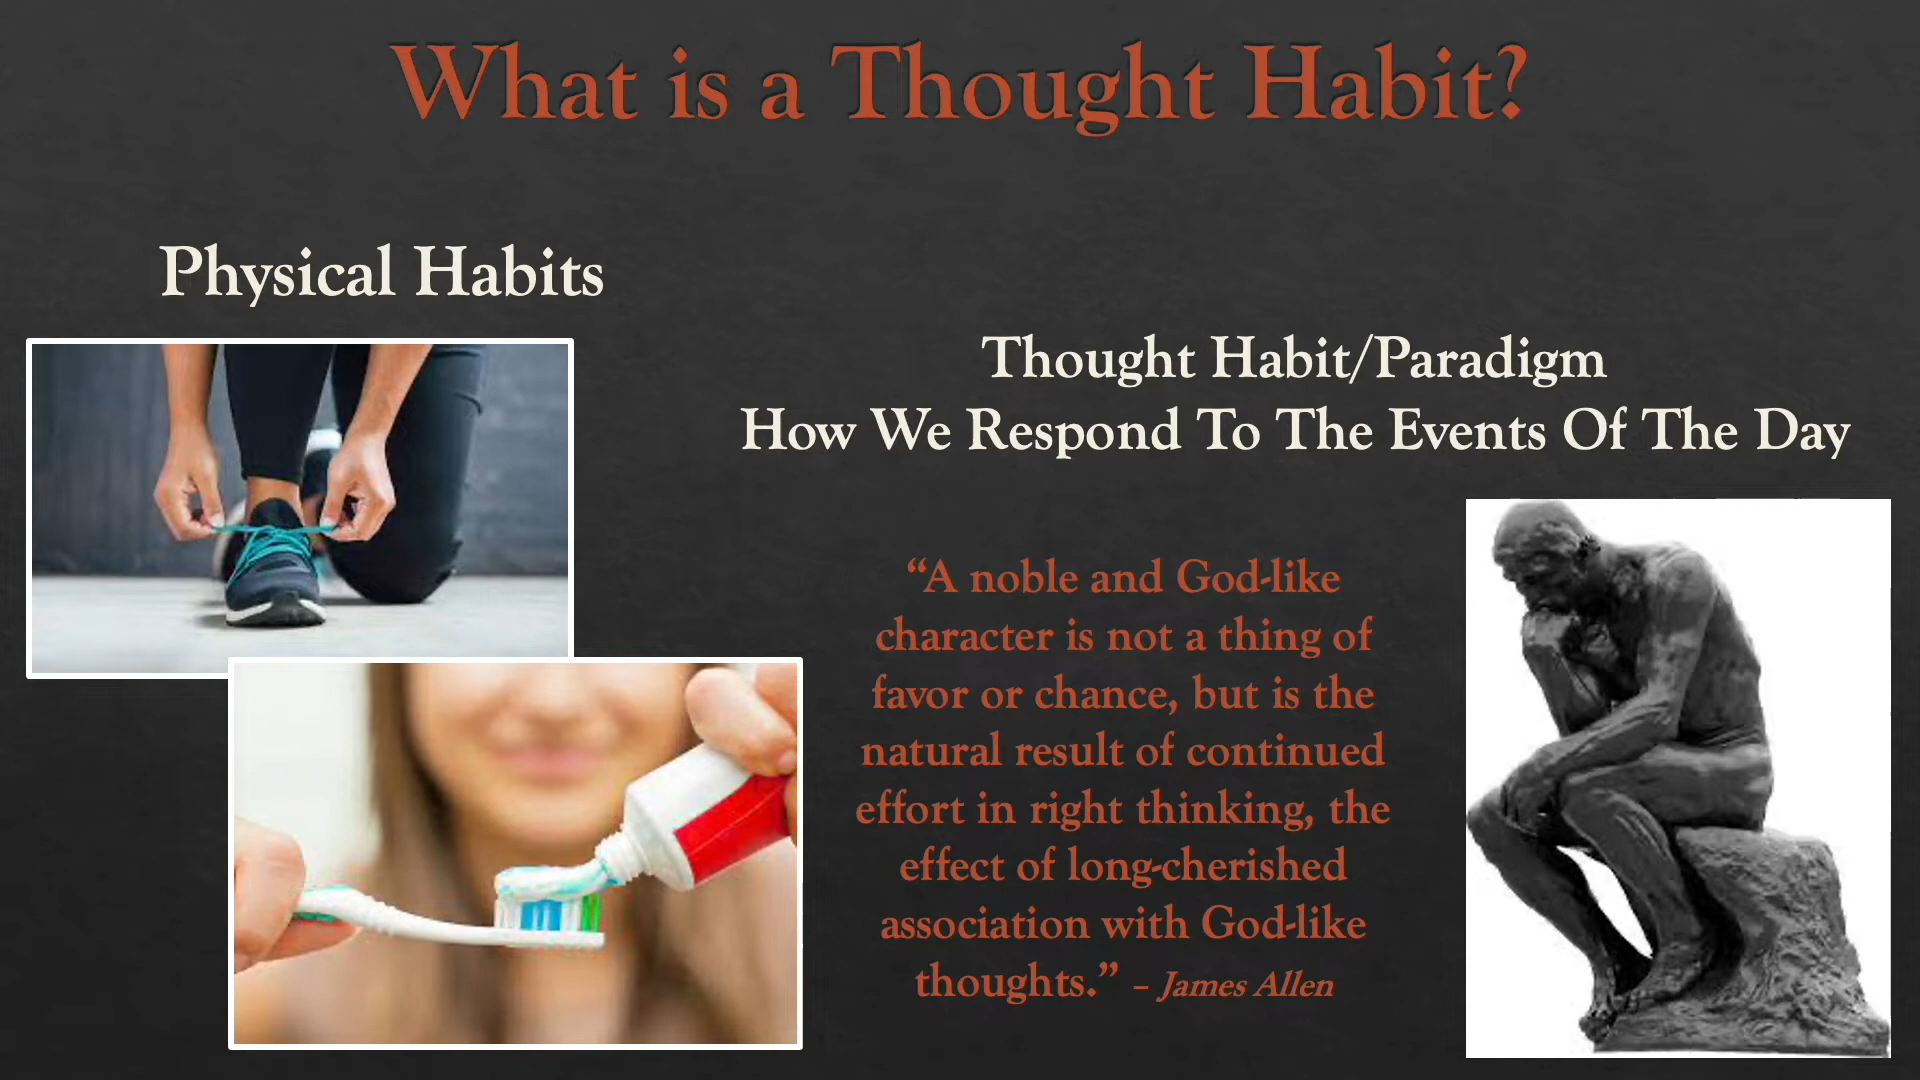 What is a Thought Habit?
Physical Habits
Thought Habit/Paradigm
How We Respond To The Events Of The Day
“A noble and God-like
character is not a thing of
favor or chance, but is the
natural result of continued
effort in right thinking, the
effect of long-cherished
association with God-like
thoughts.” – James Allen